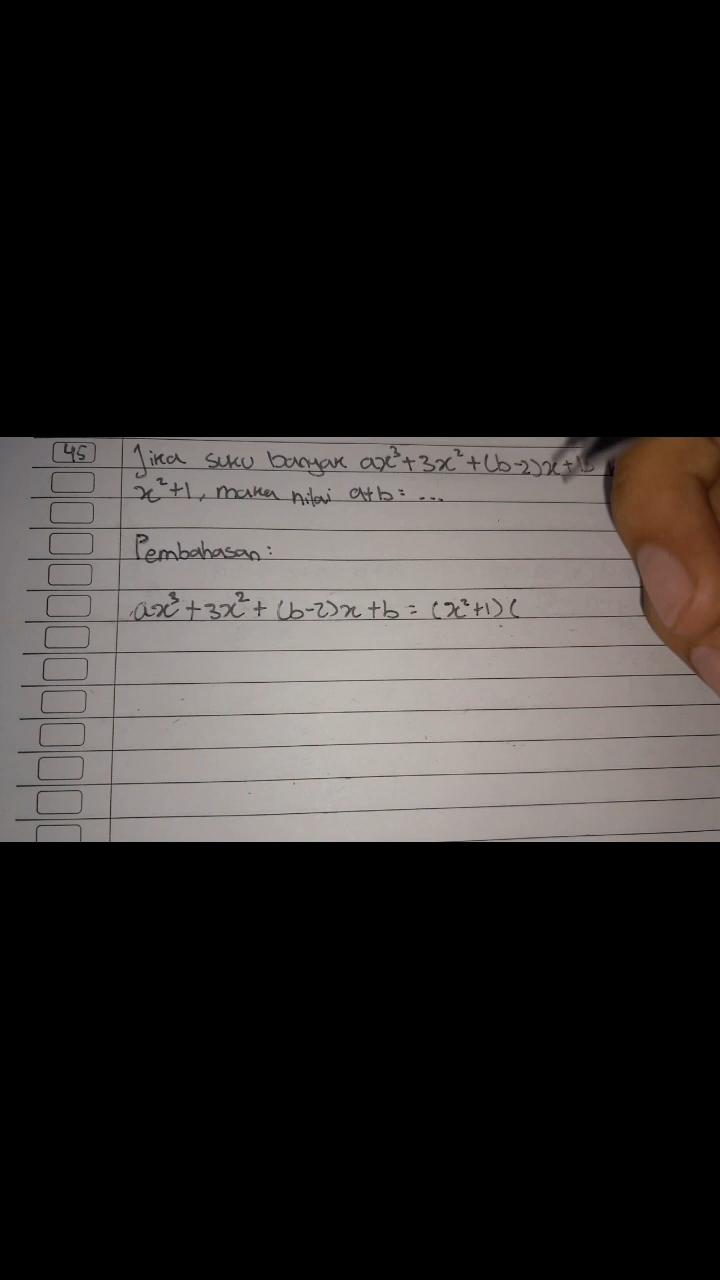 45 Jika suku banyak ax³+3x²+(b-2)x+b
x²+1, maka nilai a+b = ...
Pembahasan:
ax³+3x²+(b-2)x+b = (x²+1)(